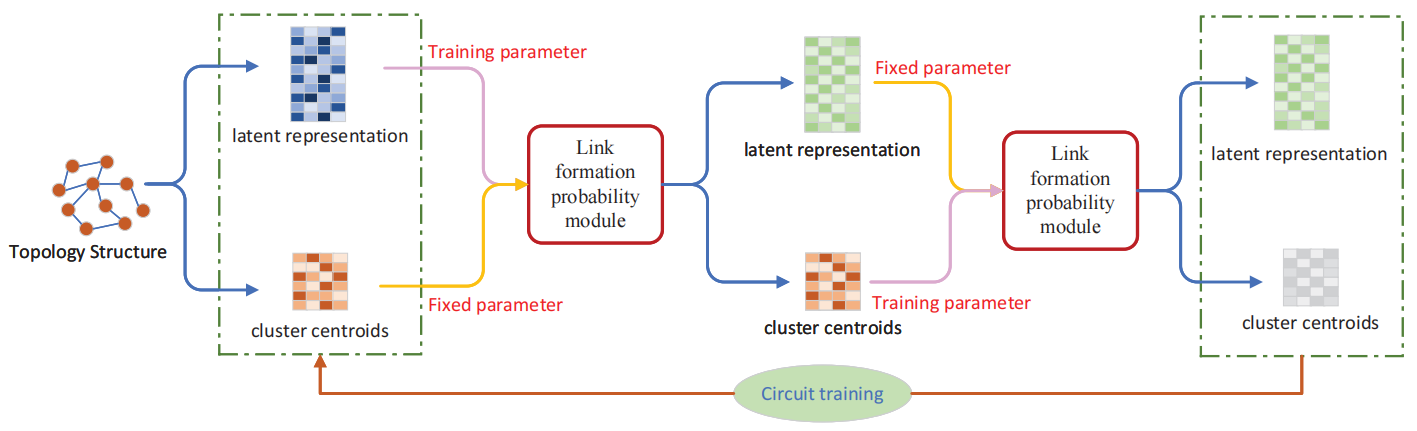 Topology Structure
latent representation
cluster centroids
Training parameter
Fixed parameter
Link
formation
probability
module
latent representation
cluster centroids
Fixed parameter
Training parameter
Link
formation
probability
module
latent representation
cluster centroids
Circuit training